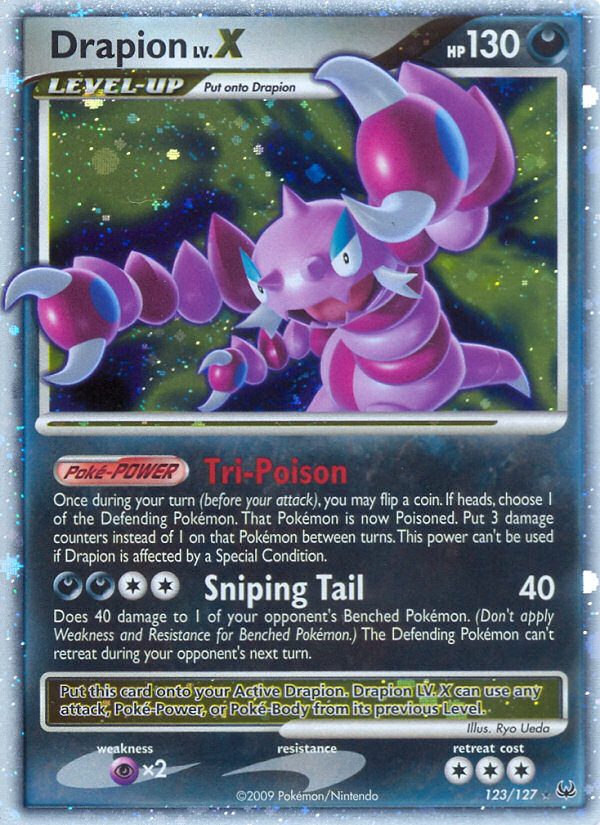 Drapion LV.X
HP 130
LEVEL-UP Put onto Drapion
Poké-POWER Tri-Poison
Once during your turn (before your attack), you may flip a coin. If heads, choose 1
of the Defending Pokémon. That Pokémon is now Poisoned. Put 3 damage
counters instead of 1 on that Pokémon between turns. This power can't be used
if Drapion is affected by a Special Condition.
Sniping Tail 40
Does 40 damage to 1 of your opponent's Benched Pokémon. (Don't apply
Weakness and Resistance for Benched Pokémon.) The Defending Pokémon can't
retreat during your opponent's next turn.
Put this card onto your Active Drapion. Drapion LV. X can use any
attack, Poké-Power, or Poké-Body from its previous Level.
Illus. Ryo Ueda
weakness resistance retreat cost
×2
©2009 Pokémon/Nintendo 123/127